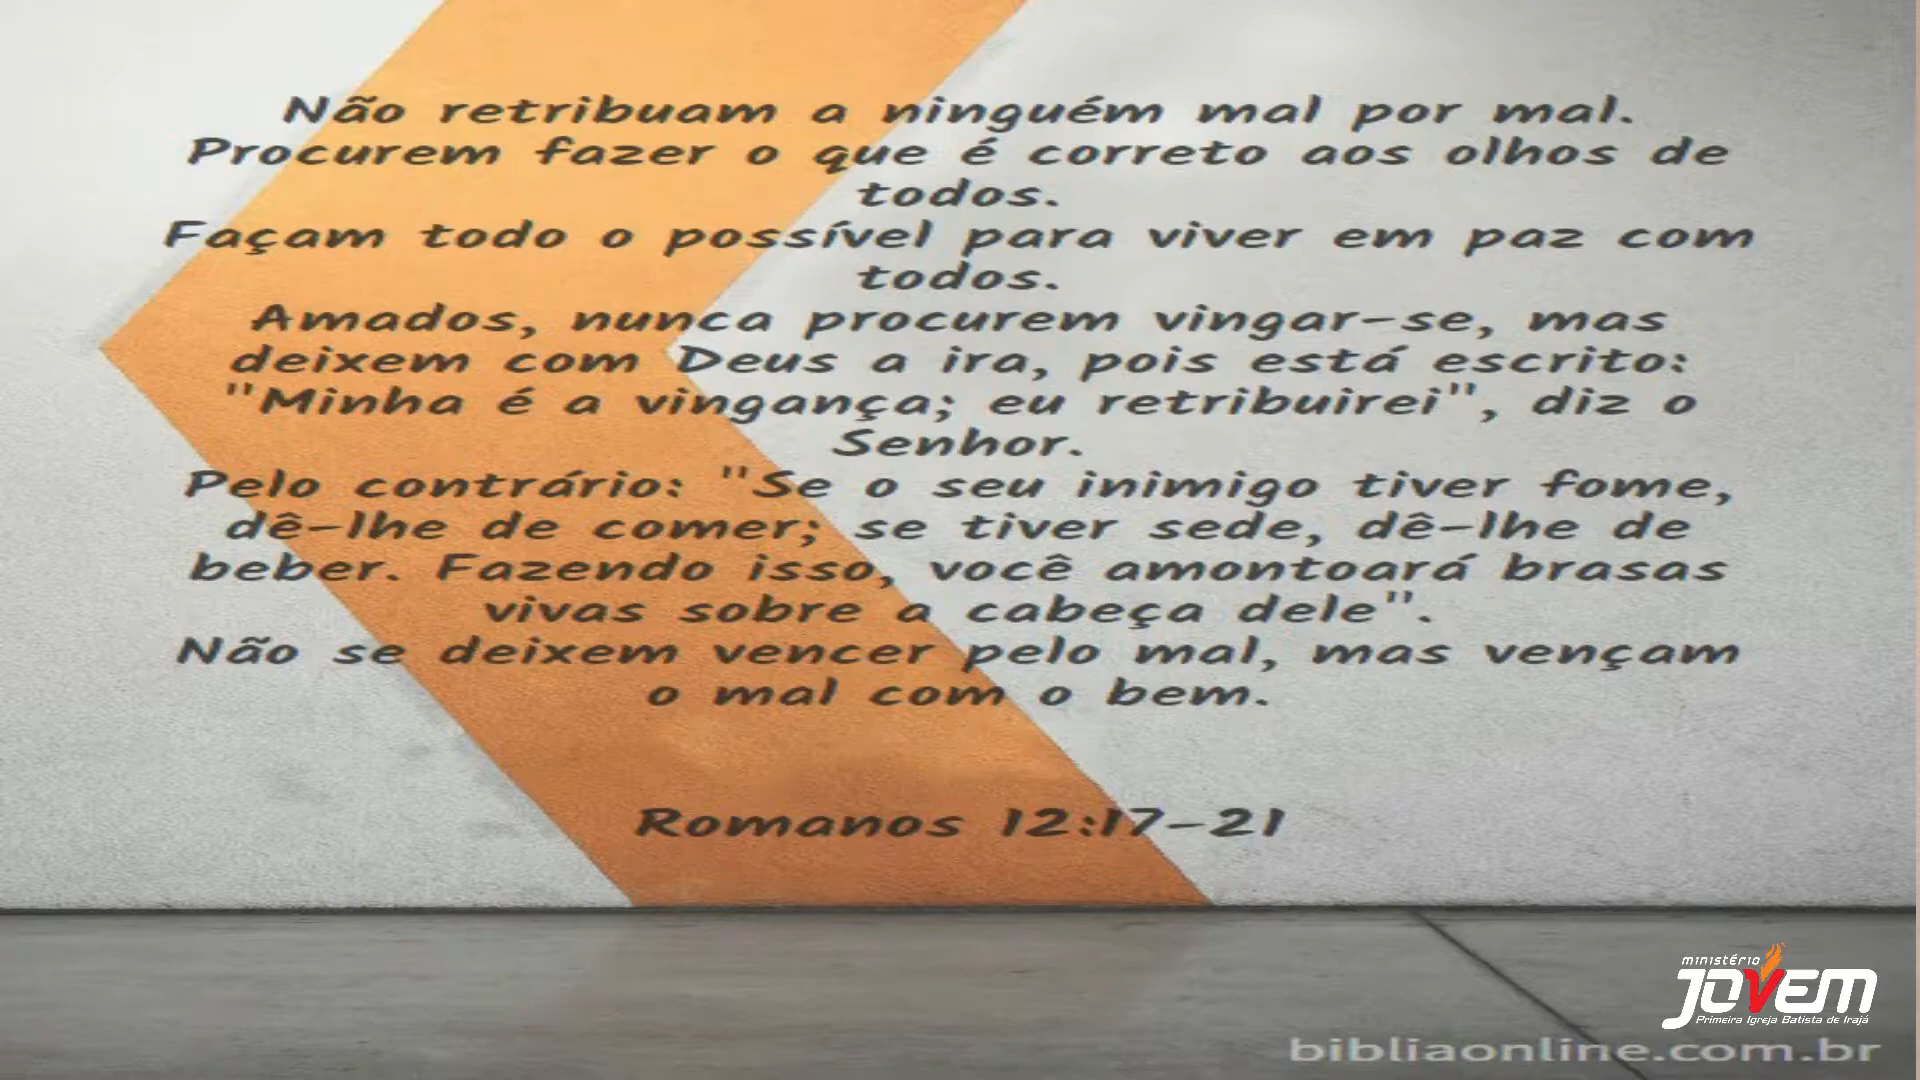 Não retribuam a ninguém mal por mal.
Procurem fazer o que é correto aos olhos de
todos.
Façam todo o possível para viver em paz com
todos.
Amados, nunca procurem vingar-se, mas
deixem com Deus a ira, pois está escrito:
"Minha é a vingança; eu retribuirei", diz o
Senhor.
Pelo contrário: "Se o seu inimigo tiver fome,
dê-lhe de comer; se tiver sede, dê-lhe de
beber. Fazendo isso, você amontoará brasas
vivas sobre a cabeça dele".
Não se deixem vencer pelo mal, mas vençam
o mal com o bem.
Romanos 12:17-21
ministério
JOVEM
Primeira Igreja Batista de Irajá
bibliaonline.com.br